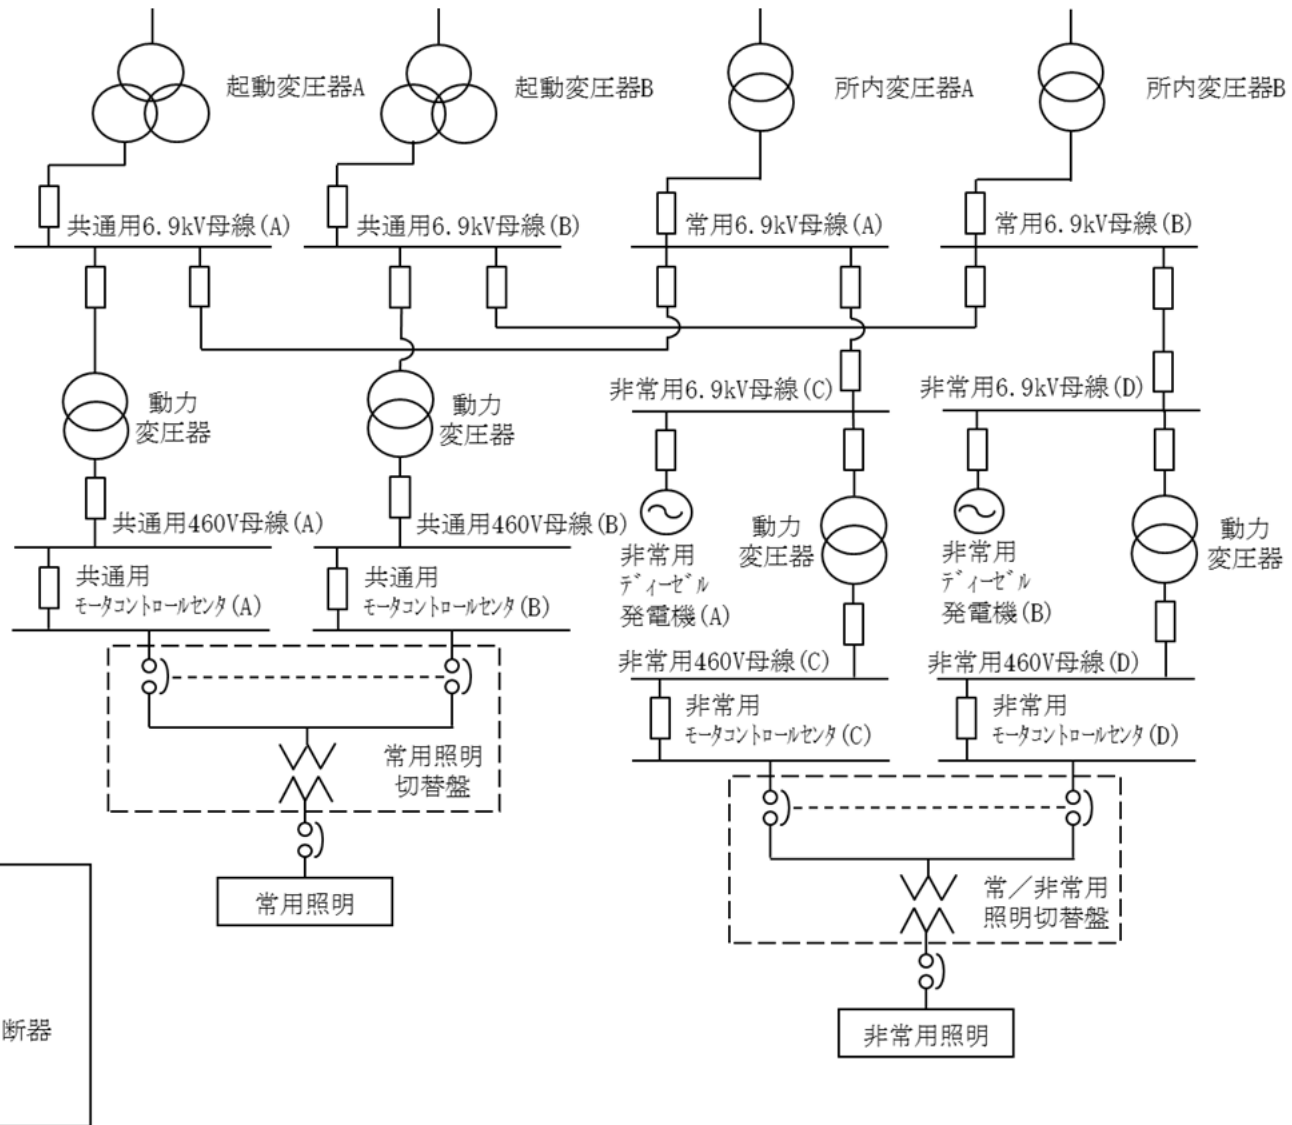 起動変圧器A
起動変圧器B
所内変圧器A
所内変圧器B
共通用6.9kV母線(A)
共通用6.9kV母線(B)
常用6.9kV母線(A)
常用6.9kV母線(B)
動力
変圧器
動力
変圧器
非常用6.9kV母線(C)
非常用6.9kV母線(D)
共通用460V母線(A)
共通用460V母線(B)
動力
変圧器
動力
変圧器
非常用
ディーゼル
発電機(A)
非常用
ディーゼル
発電機(B)
共通用
モータコントロールセンタ(A)
共通用
モータコントロールセンタ(B)
非常用460V母線(C)
非常用460V母線(D)
非常用
モータコントロールセンタ(C)
非常用
モータコントロールセンタ(D)
常用照明
切替盤
常用照明
常/非常用
照明切替盤
非常用照明
断器